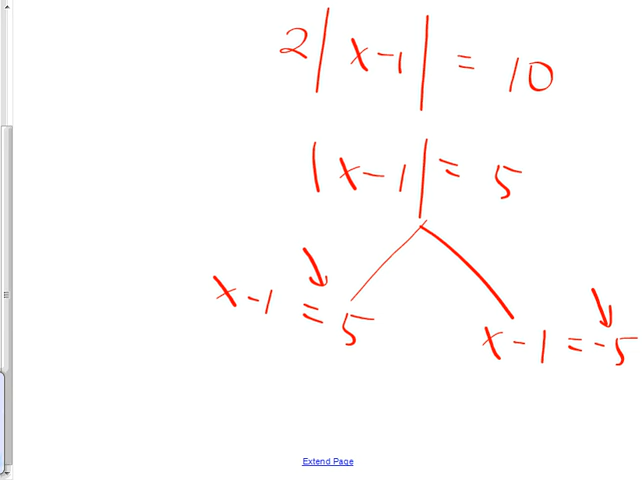 2|x-1| = 10
|x-1| = 5
x-1 = 5
x-1 = -5
Extend Page